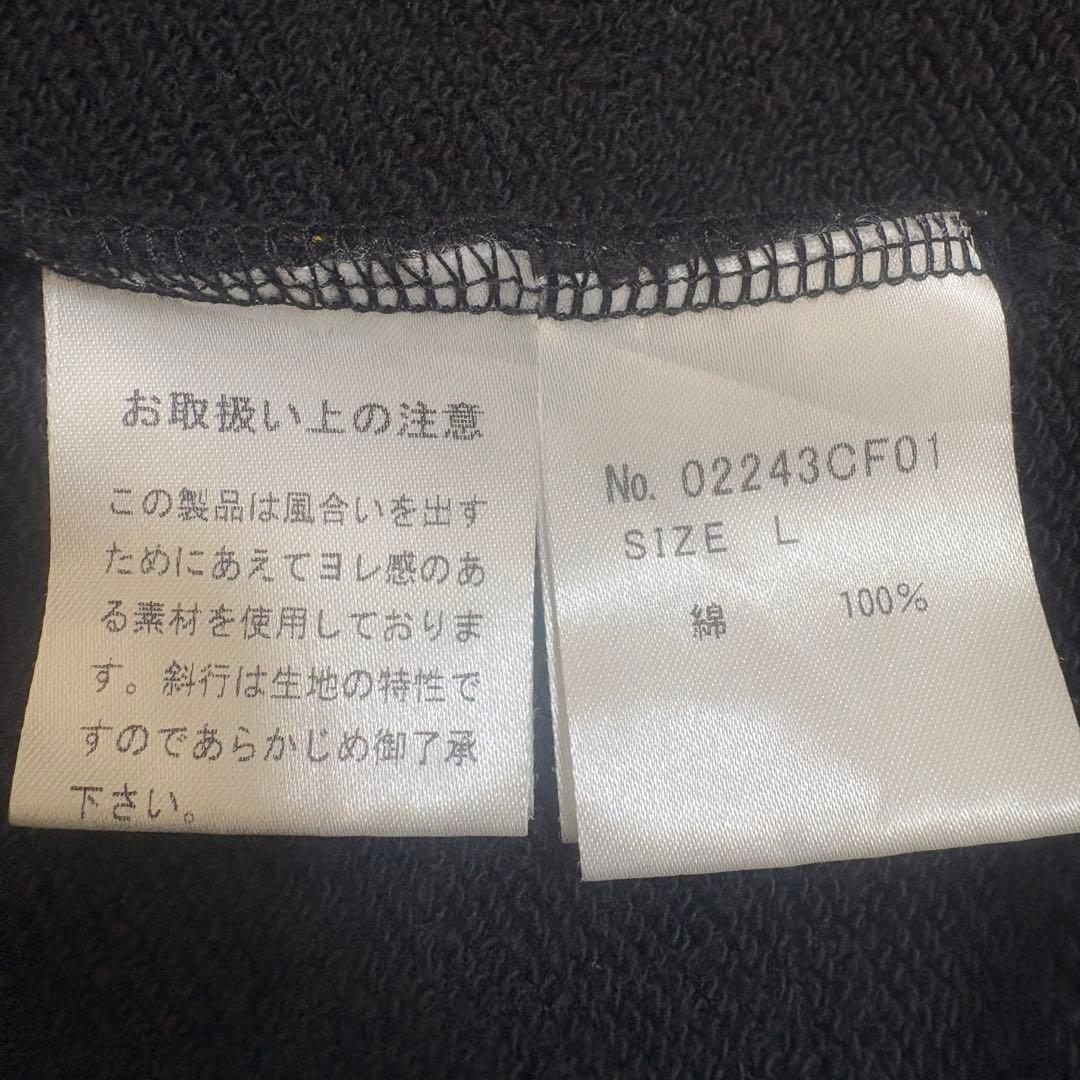 お取扱い上の注意
この製品は風合いを出す
ためにあえてヨレ感のあ
る素材を使用しておりま
す。斜行は生地の特性で
すのであらかじめ御了承
下さい。
No. 02243CF01
SIZE L
綿 100%